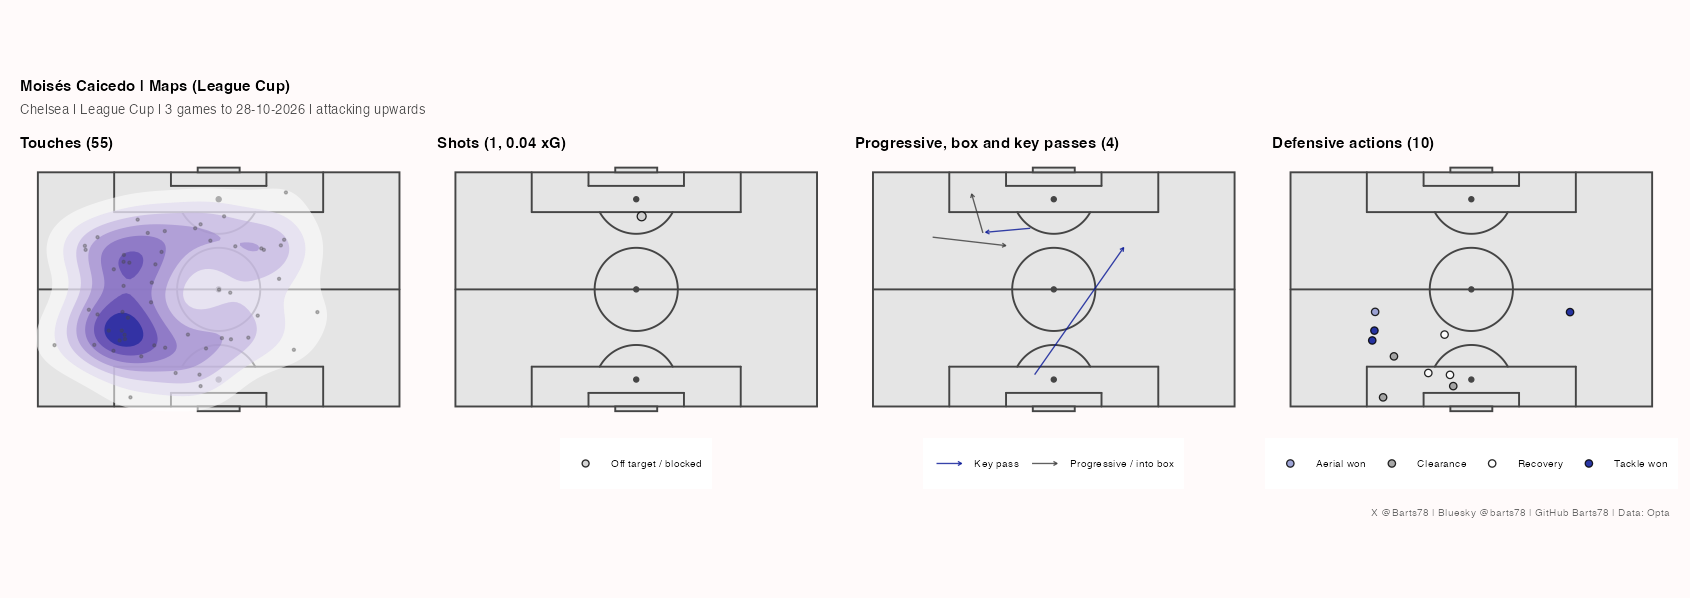 Moisés Caicedo | Maps (League Cup)
Chelsea | League Cup | 3 games to 28-10-2026 | attacking upwards
Touches (55)
Shots (1, 0.04 xG)
Progressive, box and key passes (4)
Defensive actions (10)
Off target / blocked
Key pass
Progressive / into box
Aerial won
Clearance
Recovery
Tackle won
X @Barts78 | Bluesky @barts78 | GitHub Barts78 | Data: Opta